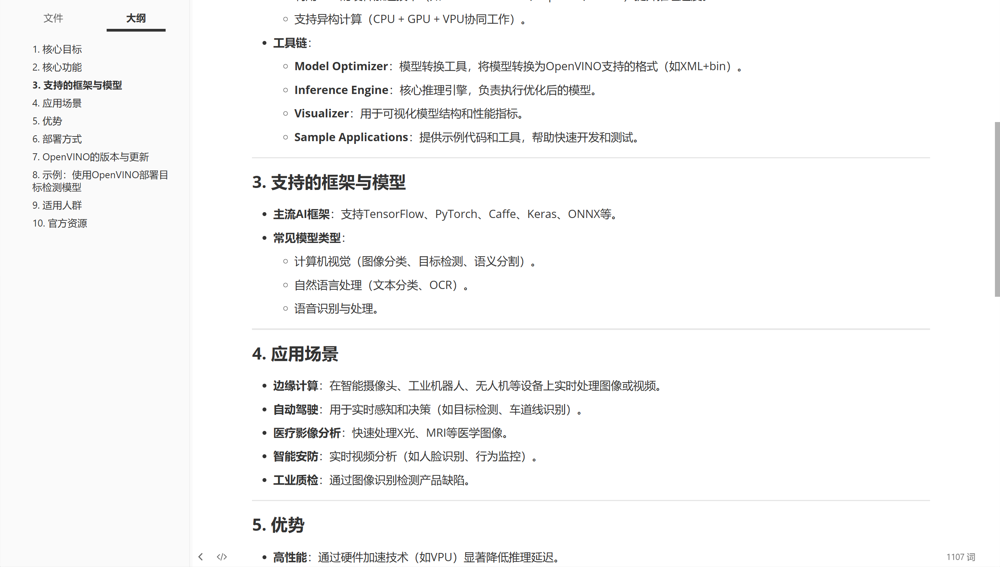 文件
大纲
1. 核心目标
2. 核心功能
3. 支持的框架与模型
4. 应用场景
5. 优势
6. 部署方式
7. OpenVINO的版本与更新
8. 示例：使用OpenVINO部署目
标检测模型
9. 适用人群
10. 官方资源
支持异构计算（CPU + GPU + VPU协同工作）。
工具链：
Model Optimizer：模型转换工具，将模型转换为OpenVINO支持的格式（如XML+bin）。
Inference Engine：核心推理引擎，负责执行优化后的模型。
Visualizer：用于可视化模型结构和性能指标。
Sample Applications：提供示例代码和工具，帮助快速开发和测试。
3. 支持的框架与模型
主流AI框架：支持TensorFlow、PyTorch、Caffe、Keras、ONNX等。
常见模型类型：
计算机视觉（图像分类、目标检测、语义分割）。
自然语言处理（文本分类、OCR）。
语音识别与处理。
4. 应用场景
边缘计算：在智能摄像头、工业机器人、无人机等设备上实时处理图像或视频。
自动驾驶：用于实时感知和决策（如目标检测、车道线识别）。
医疗影像分析：快速处理X光、MRI等医学图像。
智能安防：实时视频分析（如人脸识别、行为监控）。
工业质检：通过图像识别检测产品缺陷。
5. 优势
高性能：通过硬件加速技术（如VPU）显著降低推理延迟。
1107 词